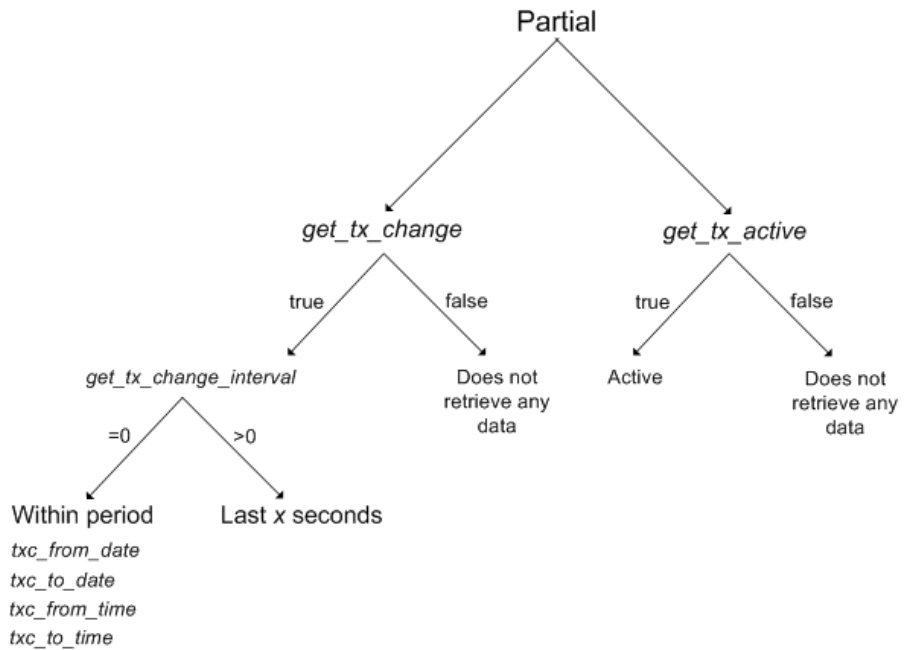 Partial
get_tx_change
get_tx_active
true
false
true
false
get_tx_change_interval
Does not
retrieve any
data
Active
Does not
retrieve any
data
=0
>0
Within period
Last x seconds
txc_from_date
txc_to_date
txc_from_time
txc_to_time